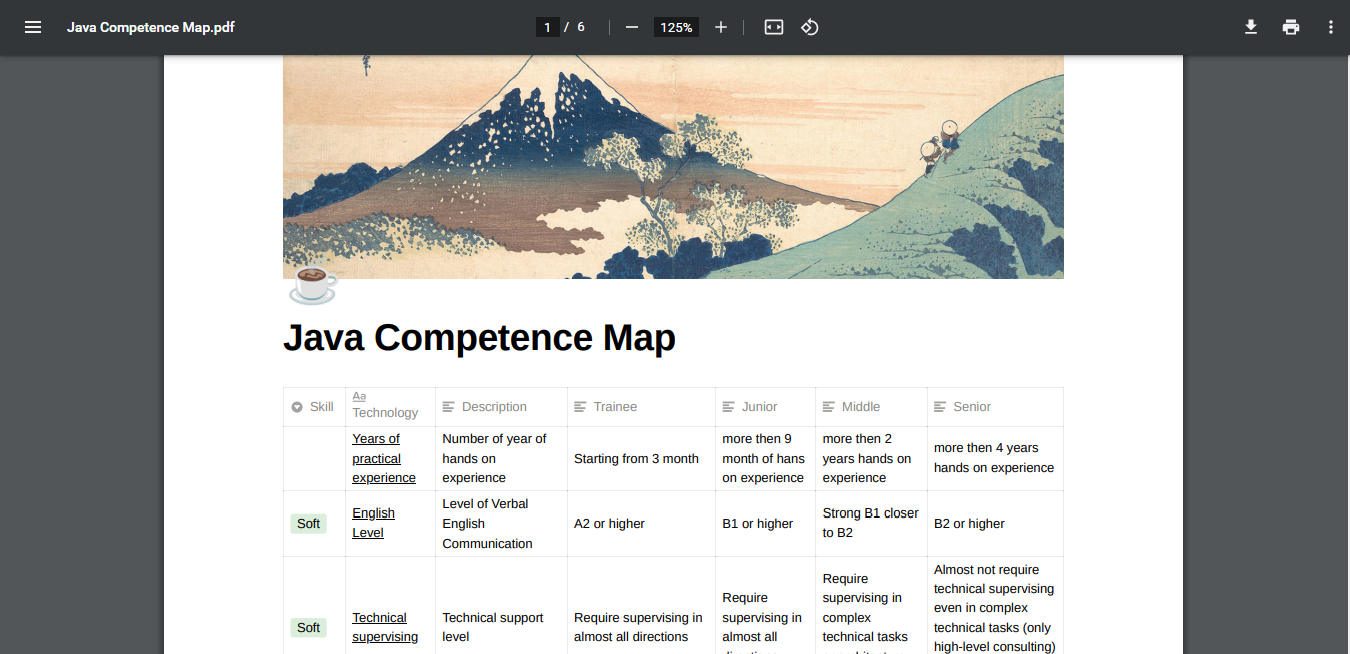 Java Competence Map.pdf
1 / 6
125%
Java Competence Map
Skill
Aa
Technology
Description
Trainee
Junior
Middle
Senior
Years of
practical
experience
Number of year of
hands on
experience
Starting from 3 month
more then 9
month of hans
on experience
more then 2
years hands on
experience
more then 4 years
hands on experience
Soft
English
Level
Level of Verbal
English
Communication
A2 or higher
B1 or higher
Strong B1 closer
to B2
B2 or higher
Soft
Technical
supervising
Technical support
level
Require supervising in
almost all directions
Require
supervising in
almost all
Require
supervising in
complex
technical tasks
Almost not require
technical supervising
even in complex
technical tasks (only
high-level consulting)